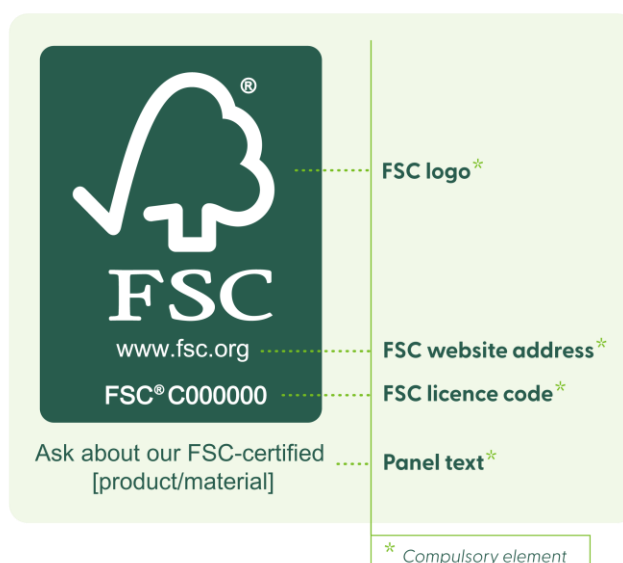 ®
FSC
www.fsc.org
FSC® C000000
Ask about our FSC-certified
[product/material]
FSC logo*
FSC website address*
FSC licence code*
Panel text*
* Compulsory element